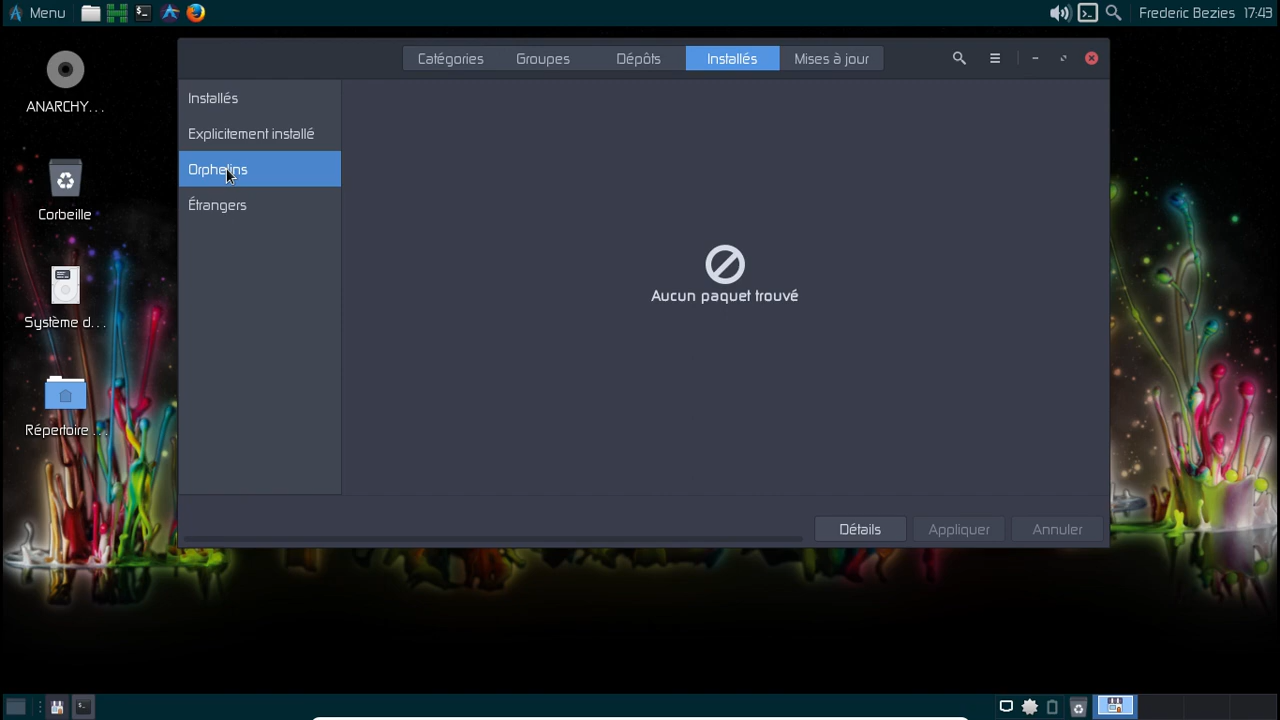 Menu
Frederic Bezies 17:43
Catégories Groupes Dépôts Installés Mises à jour
Installés
Explicitement installé
Orphelins
Étrangers
Aucun paquet trouvé
Détails Appliquer Annuler
ANARCHY...
Corbeille
Système d...
Répertoire ...